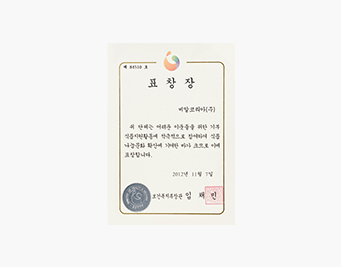 표 창 장
비알코리아(주)
위 단체는 어려운 이웃들을 위한 기부
식품지원활동에 적극적으로 참여하여 식품
나눔문화 확산에 기여한 바가 크므로 이에
표창합니다.
2012년 11월 7일
보건복지부장관 임 채 민